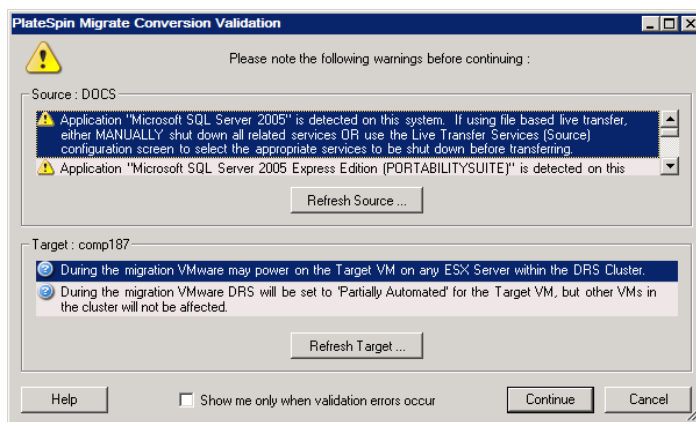 PlateSpin Migrate Conversion Validation
Please note the following warnings before continuing :
Source : DOCS
Application "Microsoft SQL Server 2005" is detected on this system. If using file based live transfer,
either MANUALLY shut down all related services OR use the Live Transfer Services (Source)
configuration screen to select the appropriate services to be shut down before transferring.
Application "Microsoft SQL Server 2005 Express Edition (PORTABILITYSUITE)" is detected on this
Refresh Source ...
Target : comp187
During the migration VMware may power on the Target VM on any ESX Server within the DRS Cluster.
During the migration VMware DRS will be set to 'Partially Automated' for the Target VM, but other VMs in
the cluster will not be affected.
Refresh Target ...
Help
Show me only when validation errors occur
Continue
Cancel